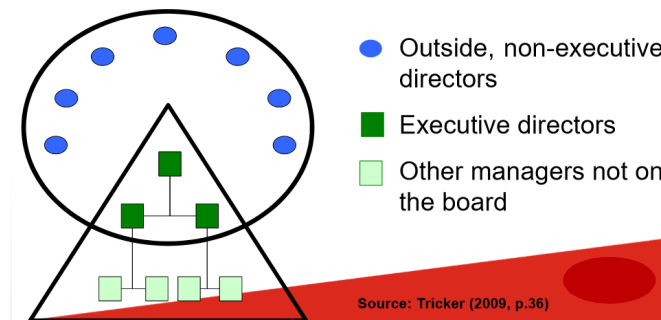 Outside, non-executive
directors
Executive directors
Other managers not on
the board
Source: Tricker (2009, p.36)